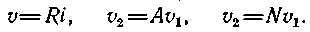 v=Ri, v₂=Av₁, v₂=Nv₁.